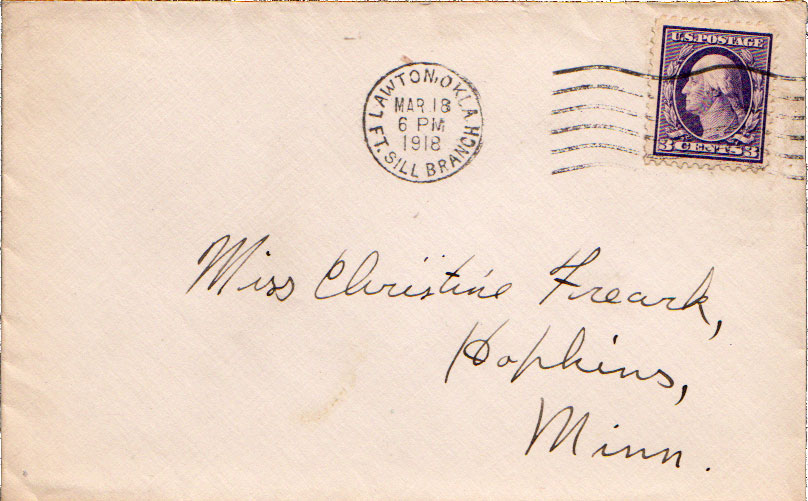 LAWTON, OKLA.
MAR 18
6 PM
1918
FT. SILL BRANCH
U.S. POSTAGE
3 CENTS 3
Miss Christine Freark,
Hopkins,
Minn.